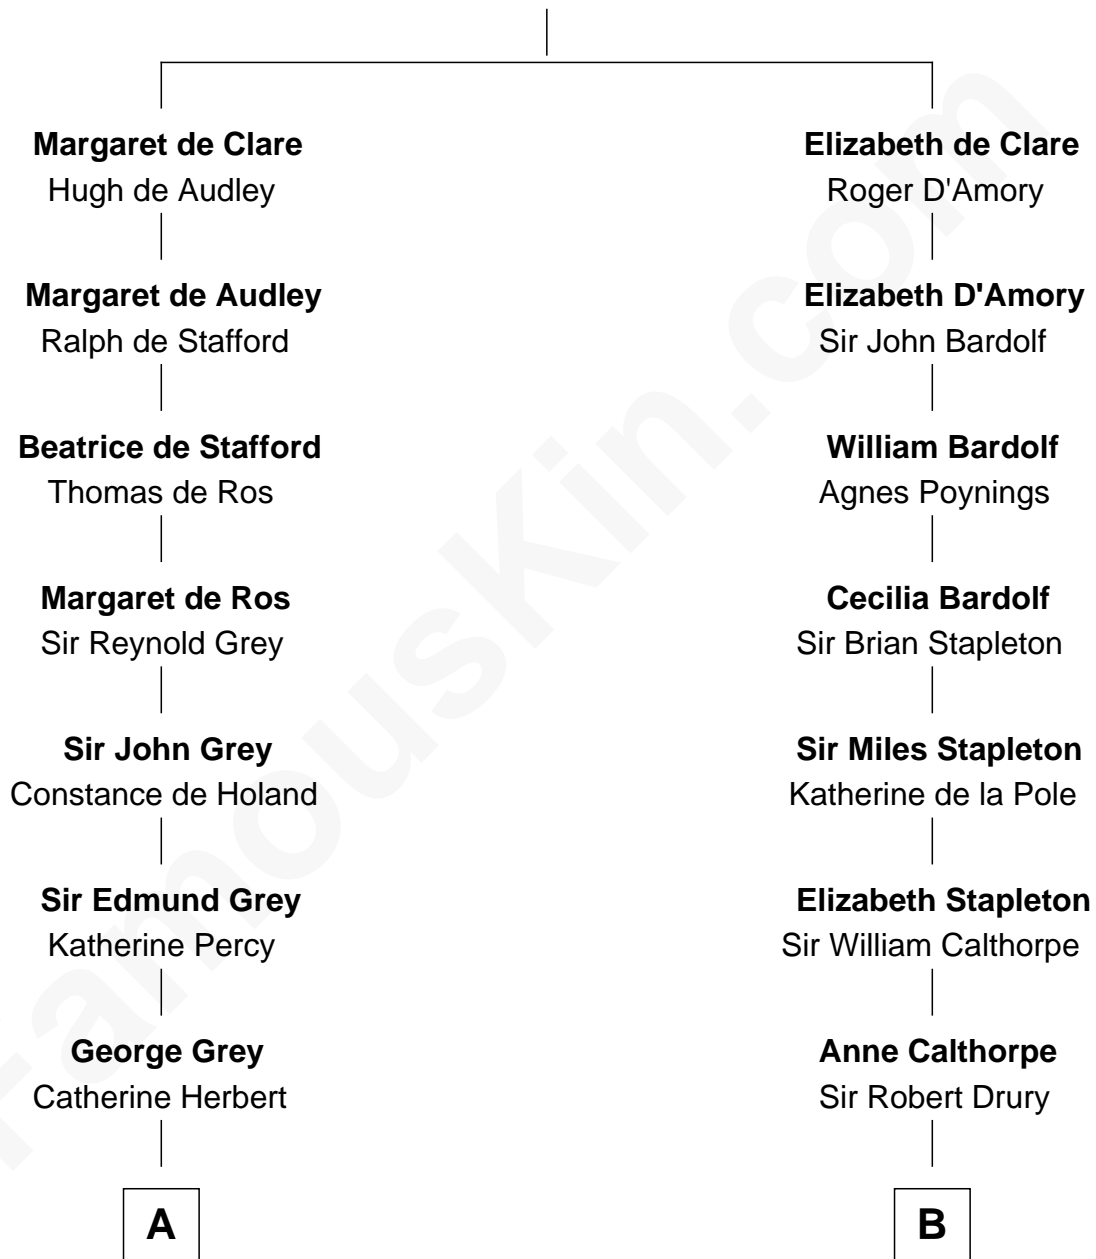 Margaret de Clare
Hugh de Audley
Margaret de Audley
Ralph de Stafford
Beatrice de Stafford
Thomas de Ros
Margaret de Ros
Sir Reynold Grey
Sir John Grey
Constance de Holand
Sir Edmund Grey
Katherine Percy
George Grey
Catherine Herbert
A
Elizabeth de Clare
Roger D'Amory
Elizabeth D'Amory
Sir John Bardolf
William Bardolf
Agnes Poynings
Cecilia Bardolf
Sir Brian Stapleton
Sir Miles Stapleton
Katherine de la Pole
Elizabeth Stapleton
Sir William Calthorpe
Anne Calthorpe
Sir Robert Drury
B
FamousKin.com